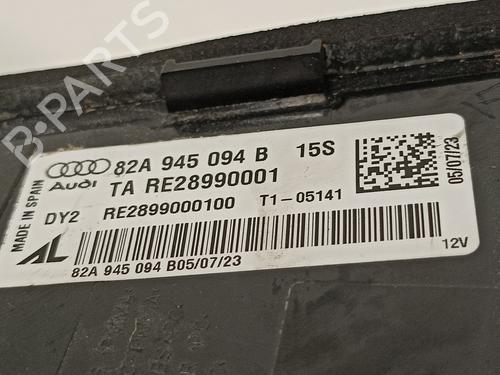 B-PARTS
MADE IN SPAIN
Audi
82A 945 094 B 15S
TA RE28990001
DY2 RE2899000100 T1-05141
AL
82A 945 094 B05/07/23
05/07/23
12V